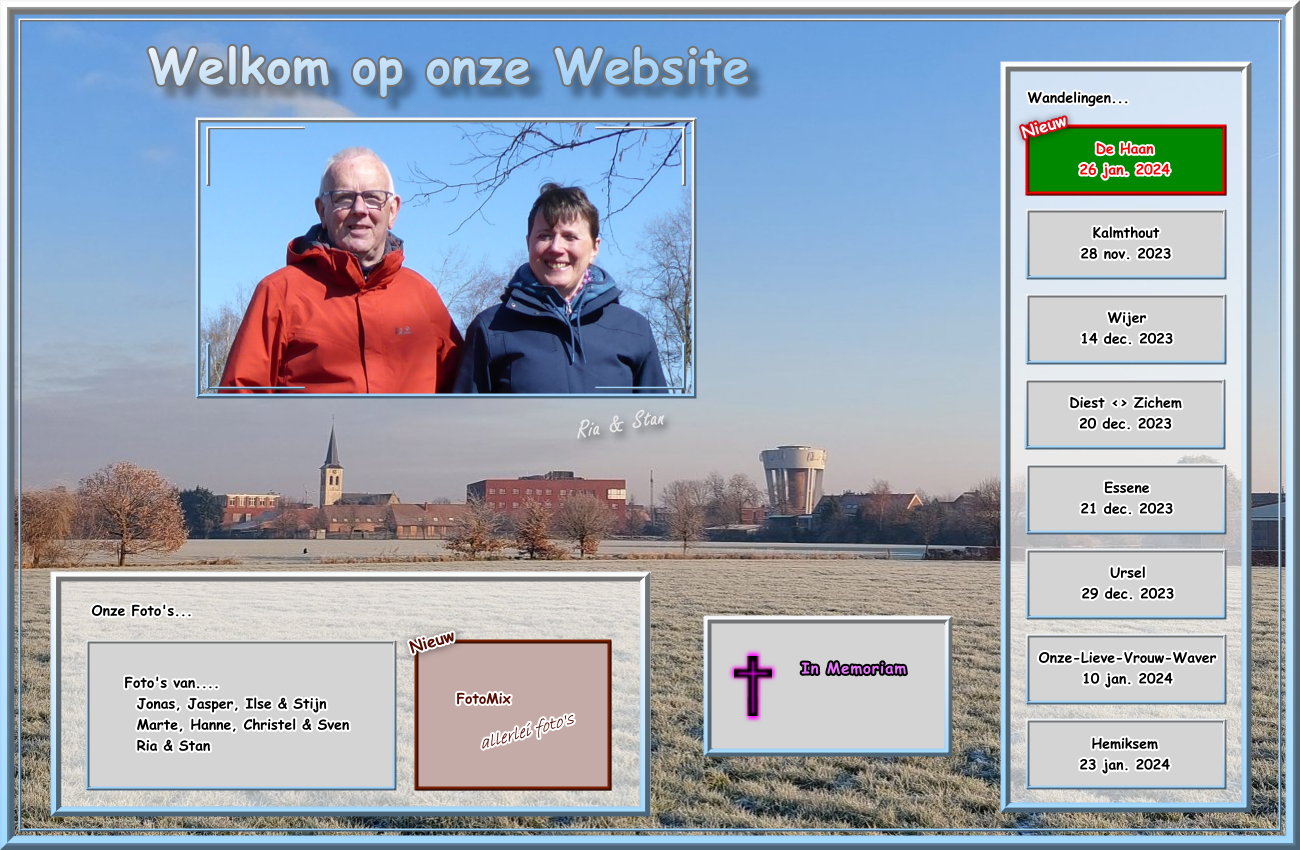 Welkom op onze Website
Ria & Stan
Wandelingen...
Nieuw
De Haan
26 jan. 2024
Kalmthout
28 nov. 2023
Wijer
14 dec. 2023
Diest <> Zichem
20 dec. 2023
Essene
21 dec. 2023
Ursel
29 dec. 2023
Onze-Lieve-Vrouw-Waver
10 jan. 2024
Hemiksem
23 jan. 2024
Onze Foto's...
Foto's van....
Jonas, Jasper, Ilse & Stijn
Marte, Hanne, Christel & Sven
Ria & Stan
Nieuw
FotoMix
allerlei foto's
In Memoriam